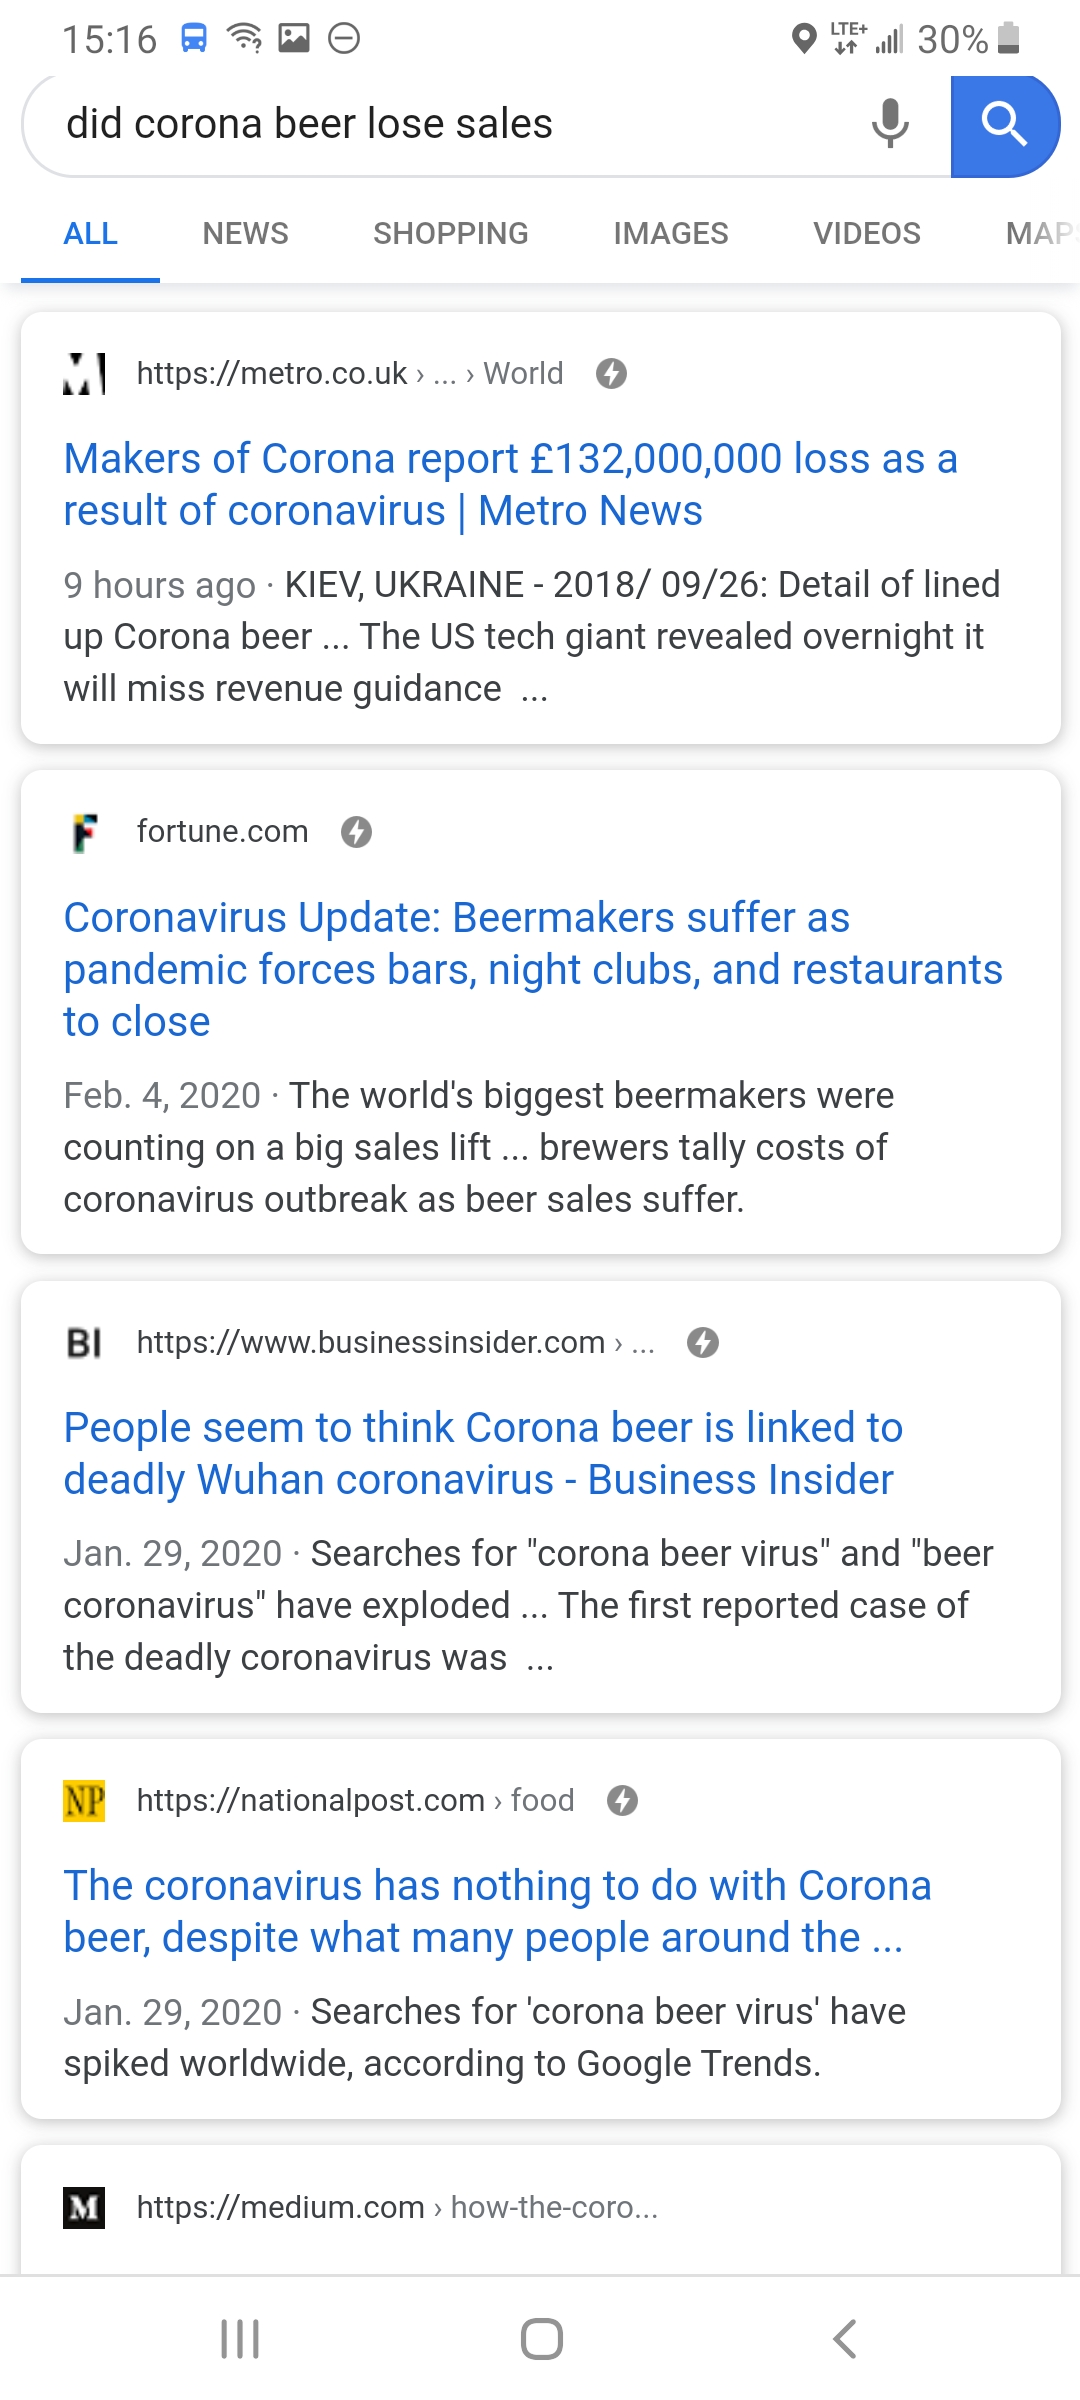 15:16 LTE+ 30%
did corona beer lose sales
ALL NEWS SHOPPING IMAGES VIDEOS MAPS
https://metro.co.uk › ... › World
Makers of Corona report £132,000,000 loss as a
result of coronavirus | Metro News
9 hours ago · KIEV, UKRAINE - 2018/ 09/26: Detail of lined
up Corona beer ... The US tech giant revealed overnight it
will miss revenue guidance ...
F fortune.com
Coronavirus Update: Beermakers suffer as
pandemic forces bars, night clubs, and restaurants
to close
Feb. 4, 2020 · The world's biggest beermakers were
counting on a big sales lift ... brewers tally costs of
coronavirus outbreak as beer sales suffer.
BI https://www.businessinsider.com › ...
People seem to think Corona beer is linked to
deadly Wuhan coronavirus - Business Insider
Jan. 29, 2020 · Searches for "corona beer virus" and "beer
coronavirus" have exploded ... The first reported case of
the deadly coronavirus was ...
NP https://nationalpost.com › food
The coronavirus has nothing to do with Corona
beer, despite what many people around the ...
Jan. 29, 2020 · Searches for 'corona beer virus' have
spiked worldwide, according to Google Trends.
M https://medium.com › how-the-coro...